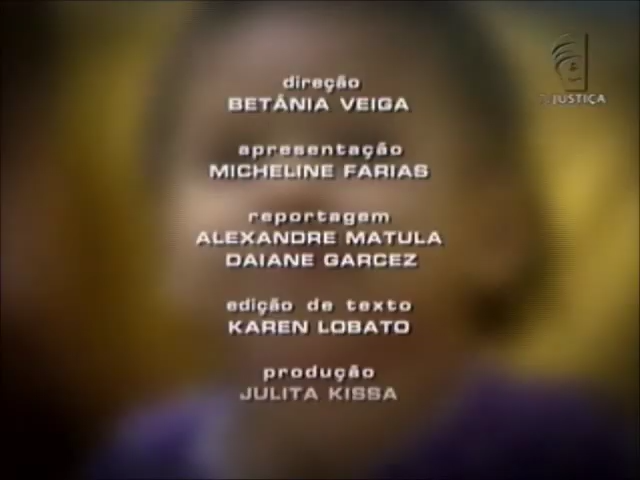 direção
BETÂNIA VEIGA
apresentação
MICHELINE FARIAS
reportagem
ALEXANDRE MATULA
DAIANE GARCEZ
edição de texto
KAREN LOBATO
produção
JULITA KISSA
JUSTIÇA